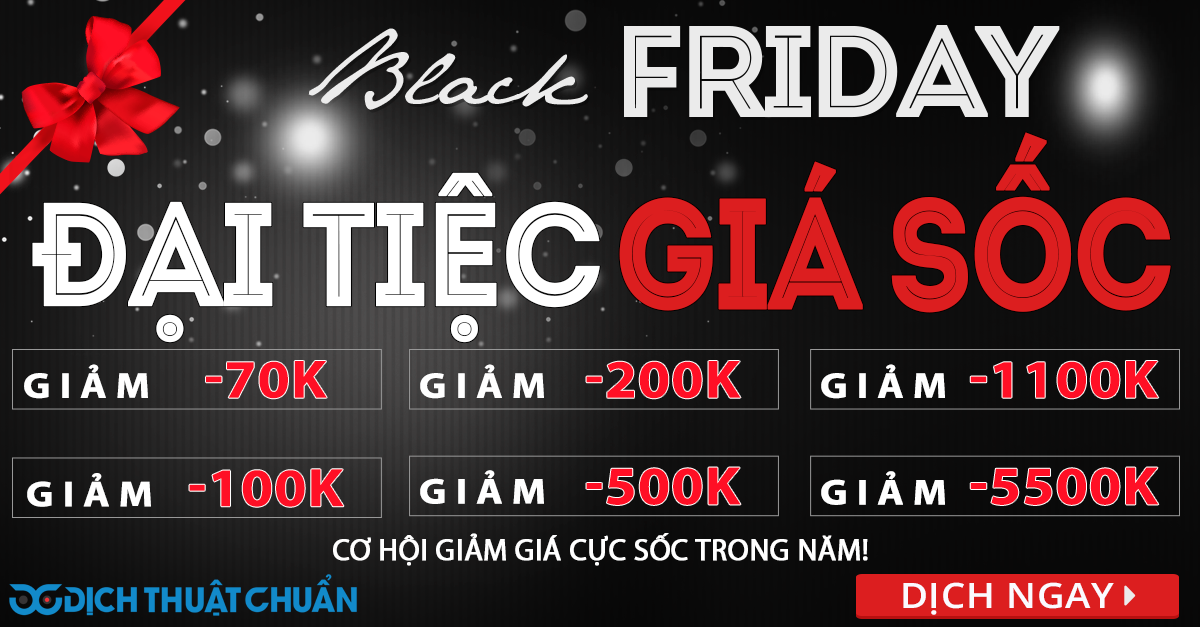 Black FRIDAY
ĐẠI TIỆC GIÁ SỐC
GIẢM -70K
GIẢM -200K
GIẢM -1100K
GIẢM -100K
GIẢM -500K
GIẢM -5500K
CƠ HỘI GIẢM GIÁ CỰC SỐC TRONG NĂM!
DỊCH THUẬT CHUẨN
DỊCH NGAY